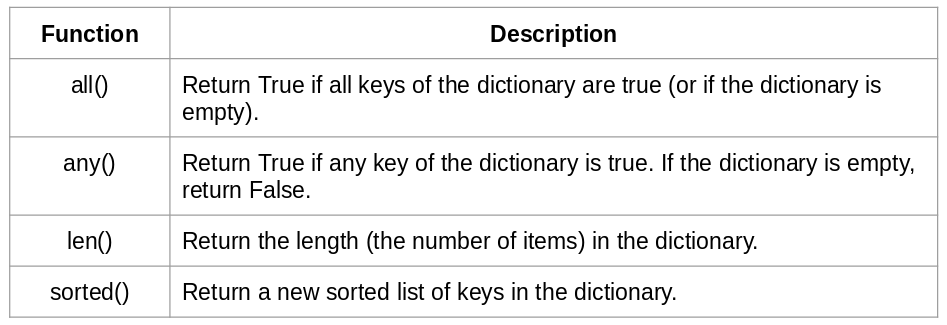 Function Description
all() Return True if all keys of the dictionary are true (or if the dictionary is
empty).
any() Return True if any key of the dictionary is true. If the dictionary is empty,
return False.
len() Return the length (the number of items) in the dictionary.
sorted() Return a new sorted list of keys in the dictionary.